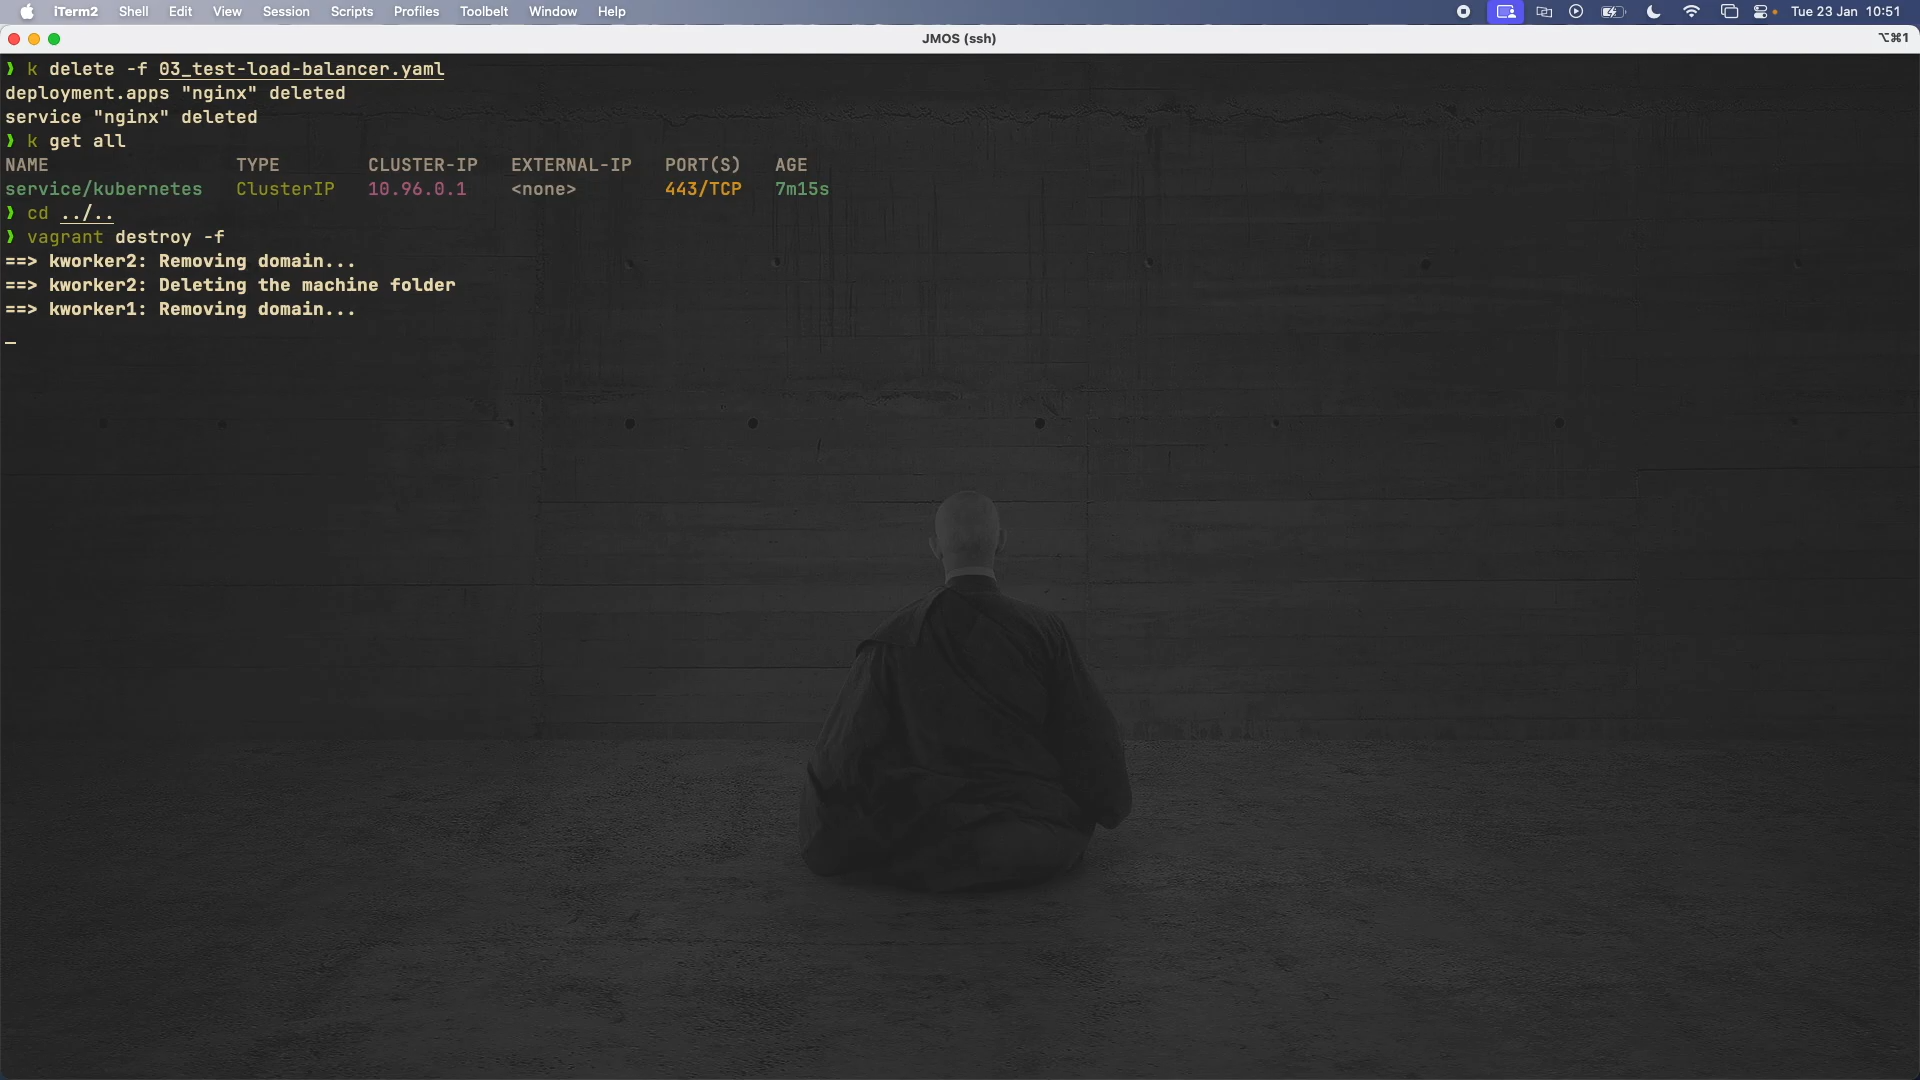 iTerm2 Shell Edit View Session Scripts Profiles Toolbelt Window Help Tue 23 Jan 10:51
JMOS (ssh) ⌥⌘1
❯ k delete -f 03_test-load-balancer.yaml
deployment.apps "nginx" deleted
service "nginx" deleted
❯ k get all
NAME TYPE CLUSTER-IP EXTERNAL-IP PORT(S) AGE
service/kubernetes ClusterIP 10.96.0.1 <none> 443/TCP 7m15s
❯ cd ../..
❯ vagrant destroy -f
==> kworker2: Removing domain...
==> kworker2: Deleting the machine folder
==> kworker1: Removing domain...